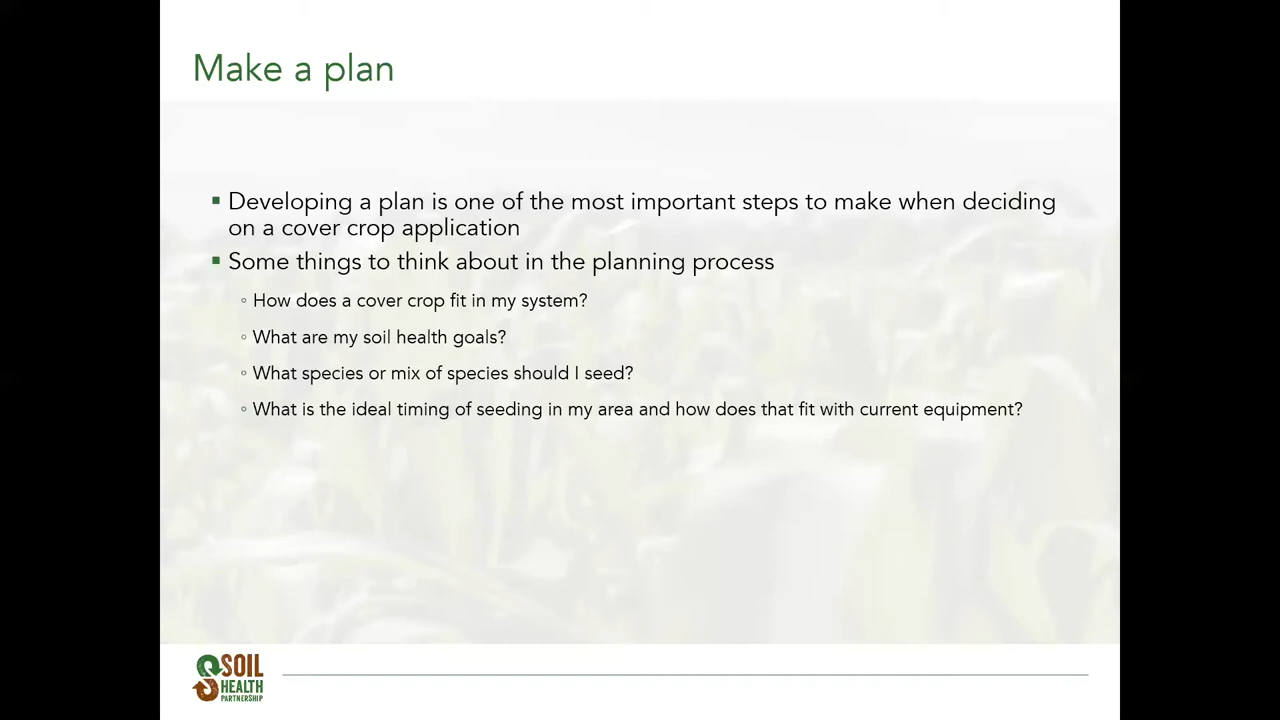 Make a plan
▪ Developing a plan is one of the most important steps to make when deciding
on a cover crop application
▪ Some things to think about in the planning process
◦ How does a cover crop fit in my system?
◦ What are my soil health goals?
◦ What species or mix of species should I seed?
◦ What is the ideal timing of seeding in my area and how does that fit with current equipment?
SOIL
HEALTH
PARTNERSHIP